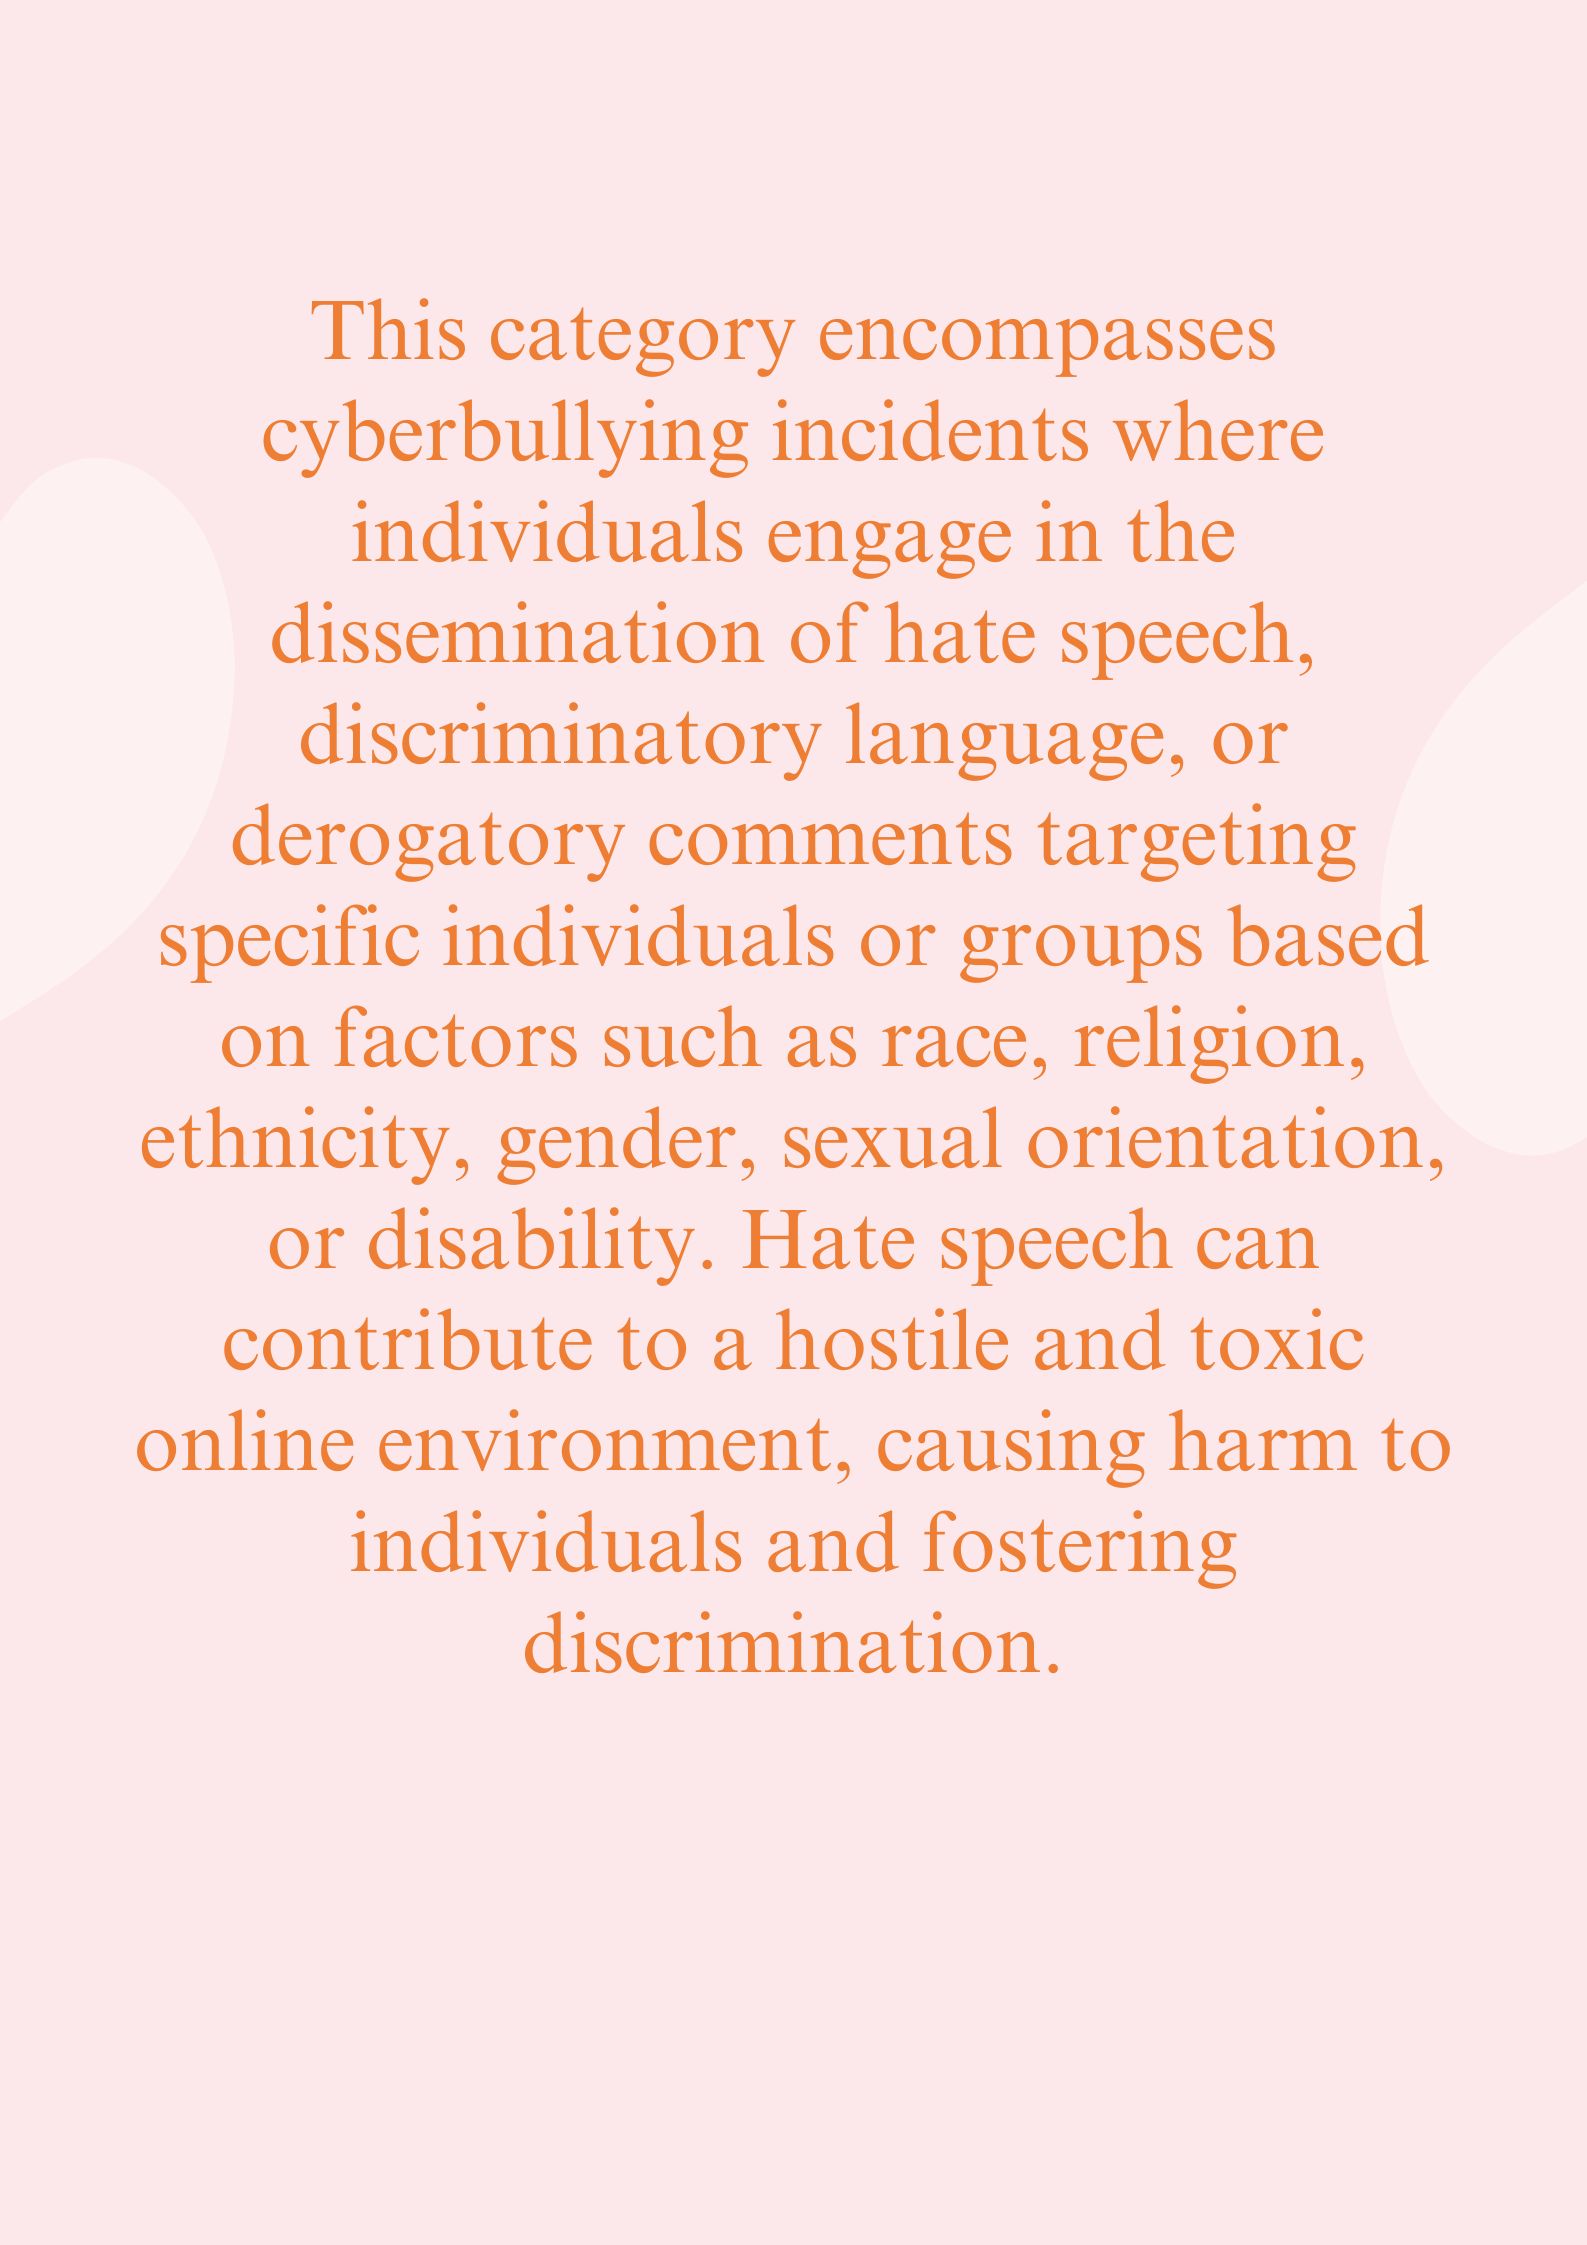 This category encompasses
cyberbullying incidents where
individuals engage in the
dissemination of hate speech,
discriminatory language, or
derogatory comments targeting
specific individuals or groups based
on factors such as race, religion,
ethnicity, gender, sexual orientation,
or disability. Hate speech can
contribute to a hostile and toxic
online environment, causing harm to
individuals and fostering
discrimination.